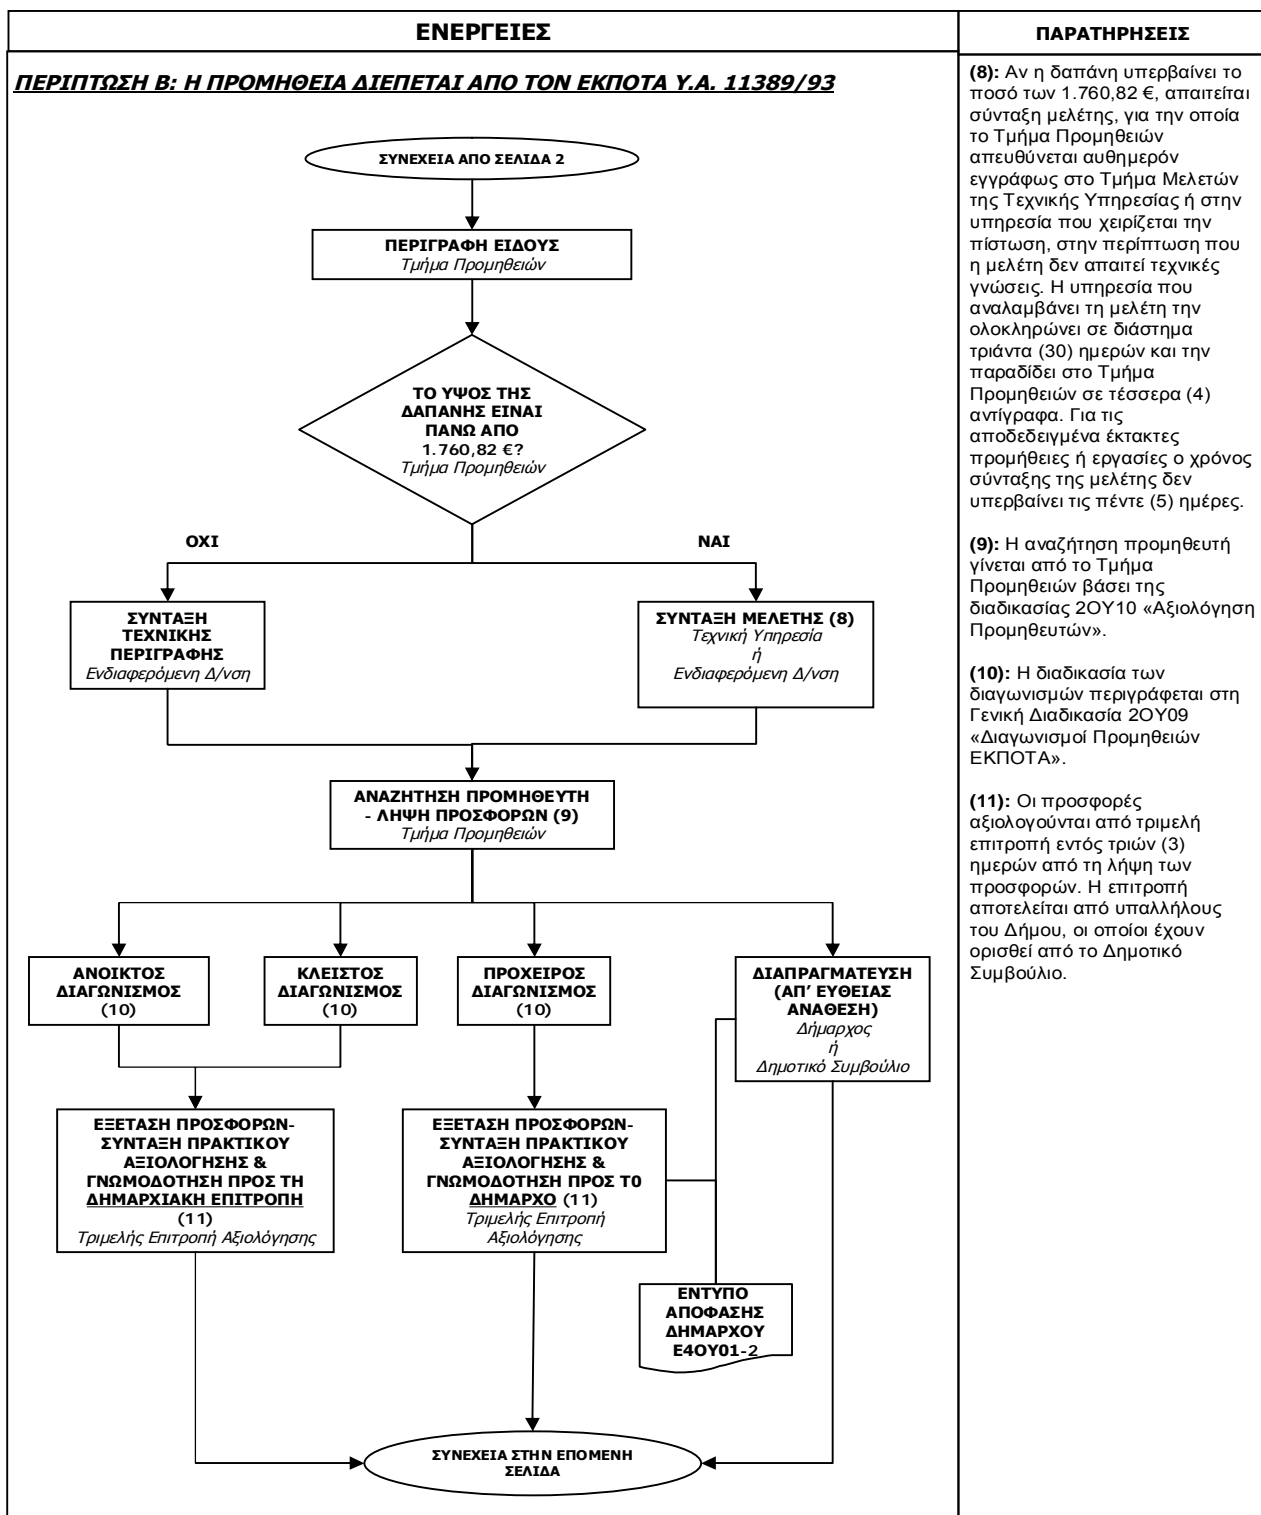 ΕΝΕΡΓΕΙΕΣ
ΠΑΡΑΤΗΡΗΣΕΙΣ
ΠΕΡΙΠΤΩΣΗ Β: Η ΠΡΟΜΗΘΕΙΑ ΔΙΕΠΕΤΑΙ ΑΠΟ ΤΟΝ ΕΚΠΟΤΑ Υ.Α. 11389/93
ΣΥΝΕΧΕΙΑ ΑΠΟ ΣΕΛΙΔΑ 2
ΠΕΡΙΓΡΑΦΗ ΕΙΔΟΥΣ
Τμήμα Προμηθειών
ΤΟ ΥΨΟΣ ΤΗΣ
ΔΑΠΑΝΗΣ ΕΙΝΑΙ
ΠΑΝΩ ΑΠΟ
1.760,82 €?
Τμήμα Προμηθειών
ΟΧΙ
ΝΑΙ
ΣΥΝΤΑΞΗ
ΤΕΧΝΙΚΗΣ
ΠΕΡΙΓΡΑΦΗΣ
Ενδιαφερόμενη Δ/νση
ΣΥΝΤΑΞΗ ΜΕΛΕΤΗΣ (8)
Τεχνική Υπηρεσία
ή
Ενδιαφερόμενη Δ/νση
ΑΝΑΖΗΤΗΣΗ ΠΡΟΜΗΘΕΥΤΗ
- ΛΗΨΗ ΠΡΟΣΦΟΡΩΝ (9)
Τμήμα Προμηθειών
ΑΝΟΙΚΤΟΣ
ΔΙΑΓΩΝΙΣΜΟΣ
(10)
ΚΛΕΙΣΤΟΣ
ΔΙΑΓΩΝΙΣΜΟΣ
(10)
ΠΡΟΧΕΙΡΟΣ
ΔΙΑΓΩΝΙΣΜΟΣ
(10)
ΔΙΑΠΡΑΓΜΑΤΕΥΣΗ
(ΑΠ' ΕΥΘΕΙΑΣ
ΑΝΑΘΕΣΗ)
Δήμαρχος
ή
Δημοτικό Συμβούλιο
ΕΞΕΤΑΣΗ ΠΡΟΣΦΟΡΩΝ-
ΣΥΝΤΑΞΗ ΠΡΑΚΤΙΚΟΥ
ΑΞΙΟΛΟΓΗΣΗΣ &
ΓΝΩΜΟΔΟΤΗΣΗ ΠΡΟΣ ΤΗ
ΔΗΜΑΡΧΙΑΚΗ ΕΠΙΤΡΟΠΗ
(11)
Τριμελής Επιτροπή Αξιολόγησης
ΕΞΕΤΑΣΗ ΠΡΟΣΦΟΡΩΝ-
ΣΥΝΤΑΞΗ ΠΡΑΚΤΙΚΟΥ
ΑΞΙΟΛΟΓΗΣΗΣ &
ΓΝΩΜΟΔΟΤΗΣΗ ΠΡΟΣ Τ0
ΔΗΜΑΡΧΟ (11)
Τριμελής Επιτροπή
Αξιολόγησης
ΕΝΤΥΠΟ
ΑΠΟΦΑΣΗΣ
ΔΗΜΑΡΧΟΥ
Ε4ΟΥ01-2
ΣΥΝΕΧΕΙΑ ΣΤΗΝ ΕΠΟΜΕΝΗ
ΣΕΛΙΔΑ
(8): Αν η δαπάνη υπερβαίνει το
ποσό των 1.760,82 €, απαιτείται
σύνταξη μελέτης, για την οποία
το Τμήμα Προμηθειών
απευθύνεται αυθημερόν
εγγράφως στο Τμήμα Μελετών
της Τεχνικής Υπηρεσίας ή στην
υπηρεσία που χειρίζεται την
πίστωση, στην περίπτωση που
η μελέτη δεν απαιτεί τεχνικές
γνώσεις. Η υπηρεσία που
αναλαμβάνει τη μελέτη την
ολοκληρώνει σε διάστημα
τριάντα (30) ημερών και την
παραδίδει στο Τμήμα
Προμηθειών σε τέσσερα (4)
αντίγραφα. Για τις
αποδεδειγμένα έκτακτες
προμήθειες ή εργασίες ο χρόνος
σύνταξης της μελέτης δεν
υπερβαίνει τις πέντε (5) ημέρες.
(9): Η αναζήτηση προμηθευτή
γίνεται από το Τμήμα
Προμηθειών βάσει της
διαδικασίας 2ΟΥ10 «Αξιολόγηση
Προμηθευτών».
(10): Η διαδικασία των
διαγωνισμών περιγράφεται στη
Γενική Διαδικασία 2ΟΥ09
«Διαγωνισμοί Προμηθειών
ΕΚΠΟΤΑ».
(11): Οι προσφορές
αξιολογούνται από τριμελή
επιτροπή εντός τριών (3)
ημερών από τη λήψη των
προσφορών. Η επιτροπή
αποτελείται από υπαλλήλους
του Δήμου, οι οποίοι έχουν
ορισθεί από το Δημοτικό
Συμβούλιο.